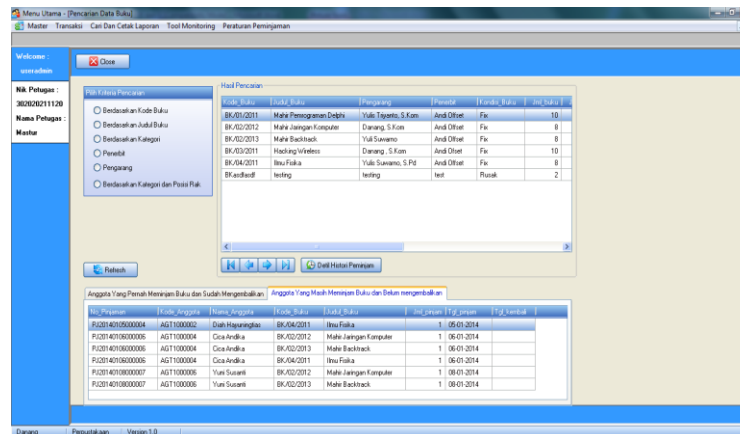 Menu Utama - [Pencarian Data Buku]
Master Transaksi Cari Dan Cetak Laporan Tool Monitoring Peraturan Peminjaman
Welcome :
useradmin
Nik Petugas :
302020211120
Nama Petugas :
Mastur
Close
Pilih Kriteria Pencarian
Berdasarkan Kode Buku
Berdasarkan Judul Buku
Berdasarkan Kategori
Penerbit
Pengarang
Berdasarkan Kategori dan Posisi Rak
Refresh
Hasil Pencarian
Kode_Buku Judul_Buku Pengarang Penerbit Kondisi_Buku Jml_buku
BK/01/2011 Mahir Pemrograman Delphi Yulis Triyanto, S.Kom Andi Offset Fix 10
BK/02/2012 Mahir Jaringan Komputer Danang, S.Kom Andi Offset Fix 8
BK/02/2013 Mahir Backtrack Yuli Suwarno Andi Offset Fix 8
BK/03/2011 Hacking Wireless Danang , S.Kom Andi Offset Fix 10
BK/04/2011 Ilmu Fisika Yulis Suwarno, S.Pd Andi Offset Fix 8
BKasdfasdf testing testing test Rusak 2
Detil Histori Peminjam
Anggota Yang Pernah Meminjam Buku dan Sudah Mengembalikan Anggota Yang Masih Meminjam Buku dan Belum mengembalikan
No_Pinjaman Kode_Anggota Nama_Anggota Kode_Buku Judul_Buku Jml_pinjam Tgl_pinjam Tgl_kembali
PJ20140105000004 AGT1000002 Diah Hayuningtias BK/04/2011 Ilmu Fisika 1 05-01-2014
PJ20140106000006 AGT1000004 Cica Andika BK/02/2012 Mahir Jaringan Komputer 1 06-01-2014
PJ20140106000006 AGT1000004 Cica Andika BK/02/2013 Mahir Backtrack 1 06-01-2014
PJ20140106000006 AGT1000004 Cica Andika BK/04/2011 Ilmu Fisika 1 06-01-2014
PJ20140108000007 AGT1000006 Yuni Susanti BK/02/2012 Mahir Jaringan Komputer 1 08-01-2014
PJ20140108000007 AGT1000006 Yuni Susanti BK/02/2013 Mahir Backtrack 1 08-01-2014
Danang Perpustakaan Version 1.0